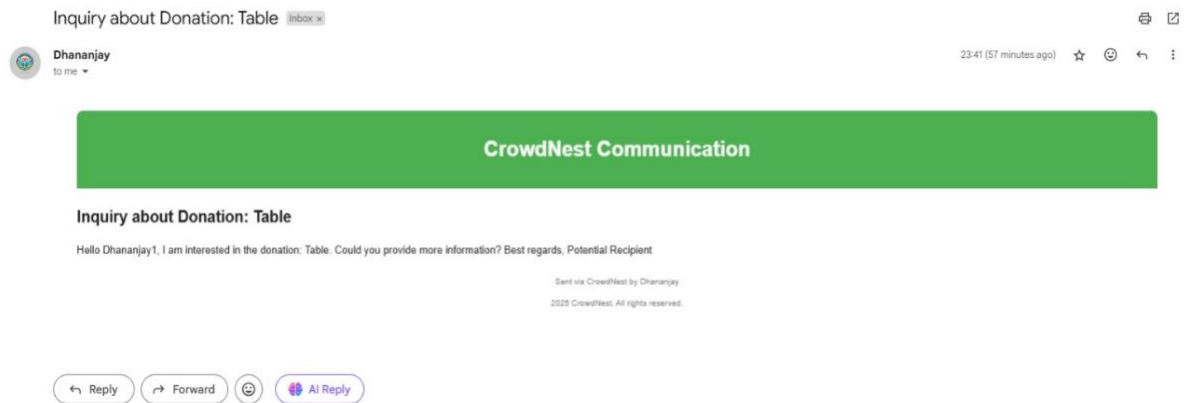 Inquiry about Donation: Table Inbox x
Dhananjay
23:41 (57 minutes ago)
to me
CrowdNest Communication
Inquiry about Donation: Table
Hello Dhananjay1, I am interested in the donation: Table. Could you provide more information? Best regards, Potential Recipient
Sent via CrowdNest by Dhananjay
2025 CrowdNest. All rights reserved.
Reply Forward AI Reply